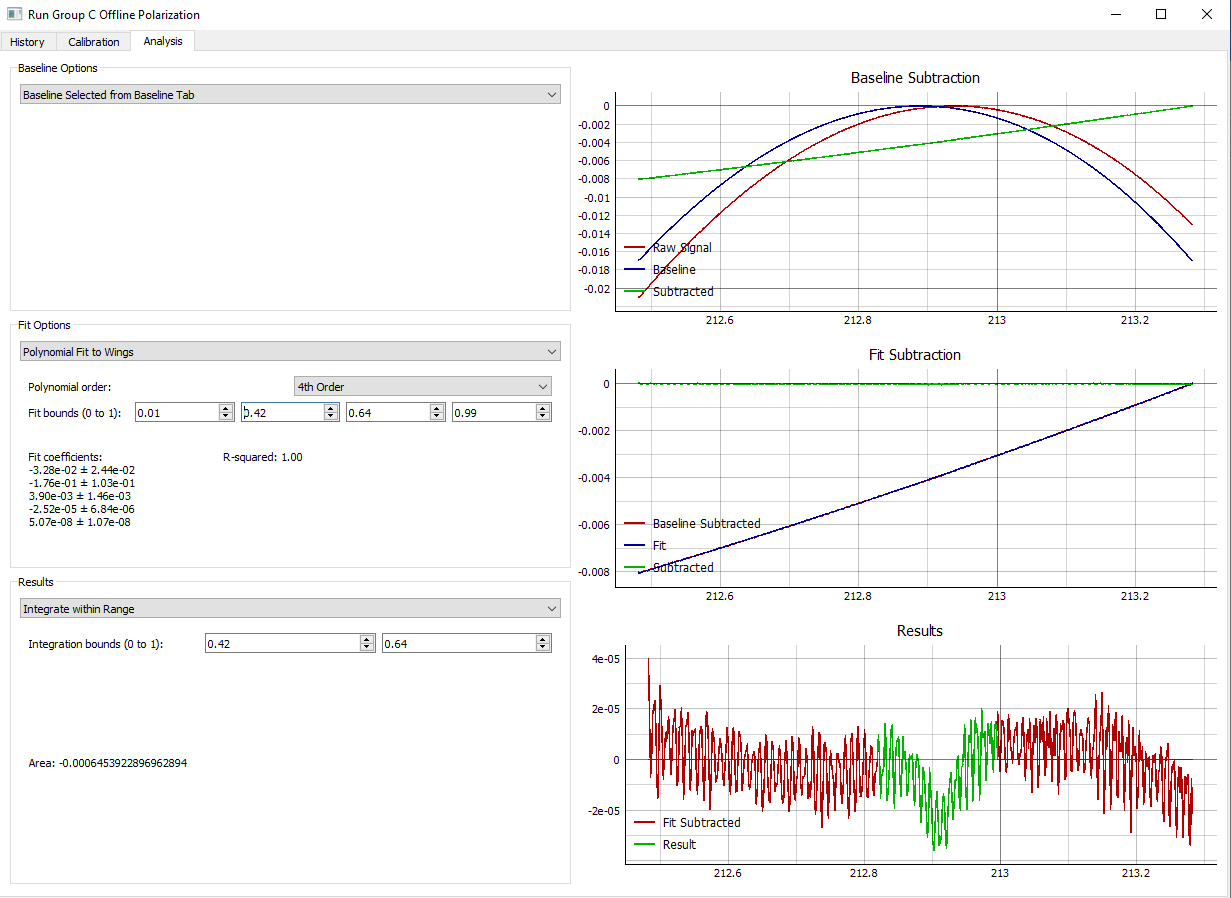 Run Group C Offline Polarization
History Calibration Analysis
Baseline Options
Baseline Selected from Baseline Tab
Fit Options
Polynomial Fit to Wings
Polynomial order: 4th Order
Fit bounds (0 to 1): 0.01 0.42 0.64 0.99
Fit coefficients: R-squared: 1.00
-3.28e-02 ± 2.44e-02
-1.76e-01 ± 1.03e-01
3.90e-03 ± 1.46e-03
-2.52e-05 ± 6.84e-06
5.07e-08 ± 1.07e-08
Results
Integrate within Range
Integration bounds (0 to 1): 0.42 0.64
Area: -0.0006453922896962894
Baseline Subtraction
0
-0.002
-0.004
-0.006
-0.008
-0.01
-0.012
-0.014
-0.016
-0.018
-0.02
Raw Signal
Baseline
Subtracted
212.6 212.8 213 213.2
Fit Subtraction
0
-0.002
-0.004
-0.006
-0.008
Baseline Subtracted
Fit
Subtracted
212.6 212.8 213 213.2
Results
4e-05
2e-05
0
-2e-05
Fit Subtracted
Result
212.6 212.8 213 213.2